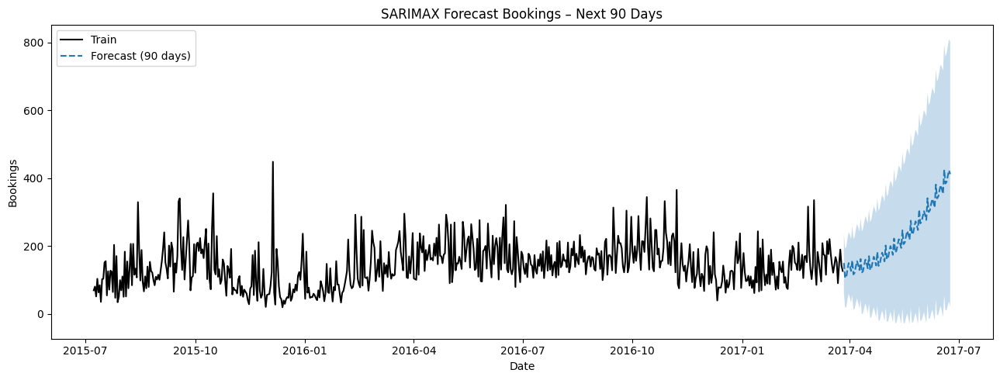 SARIMAX Forecast Bookings – Next 90 Days
Train
Forecast (90 days)
800
600
400
200
0
Bookings
2015-07 2015-10 2016-01 2016-04 2016-07 2016-10 2017-01 2017-04 2017-07
Date